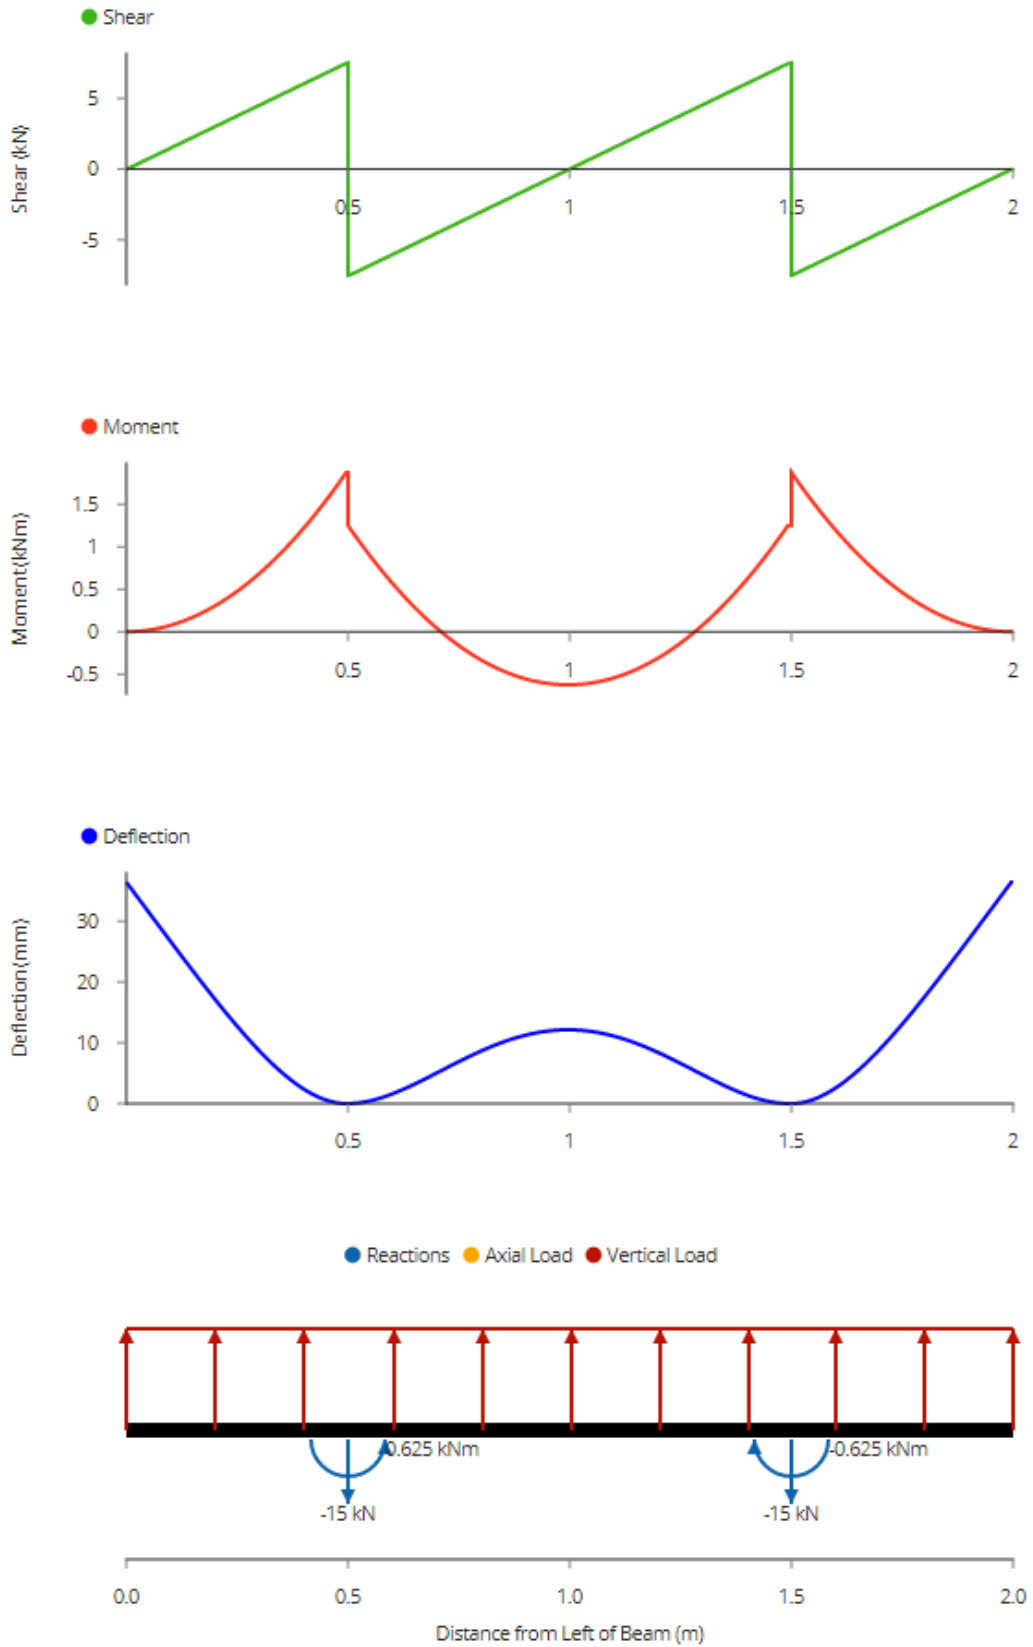 Shear
Shear (kN)
5
0
-5
0.5
1
1.5
2
Moment
Moment(kNm)
1.5
1
0.5
0
-0.5
0.5
1
1.5
2
Deflection
Deflection(mm)
30
20
10
0
0.5
1
1.5
2
Reactions Axial Load Vertical Load
0.625 kNm
-0.625 kNm
-15 kN
-15 kN
0.0 0.5 1.0 1.5 2.0
Distance from Left of Beam (m)